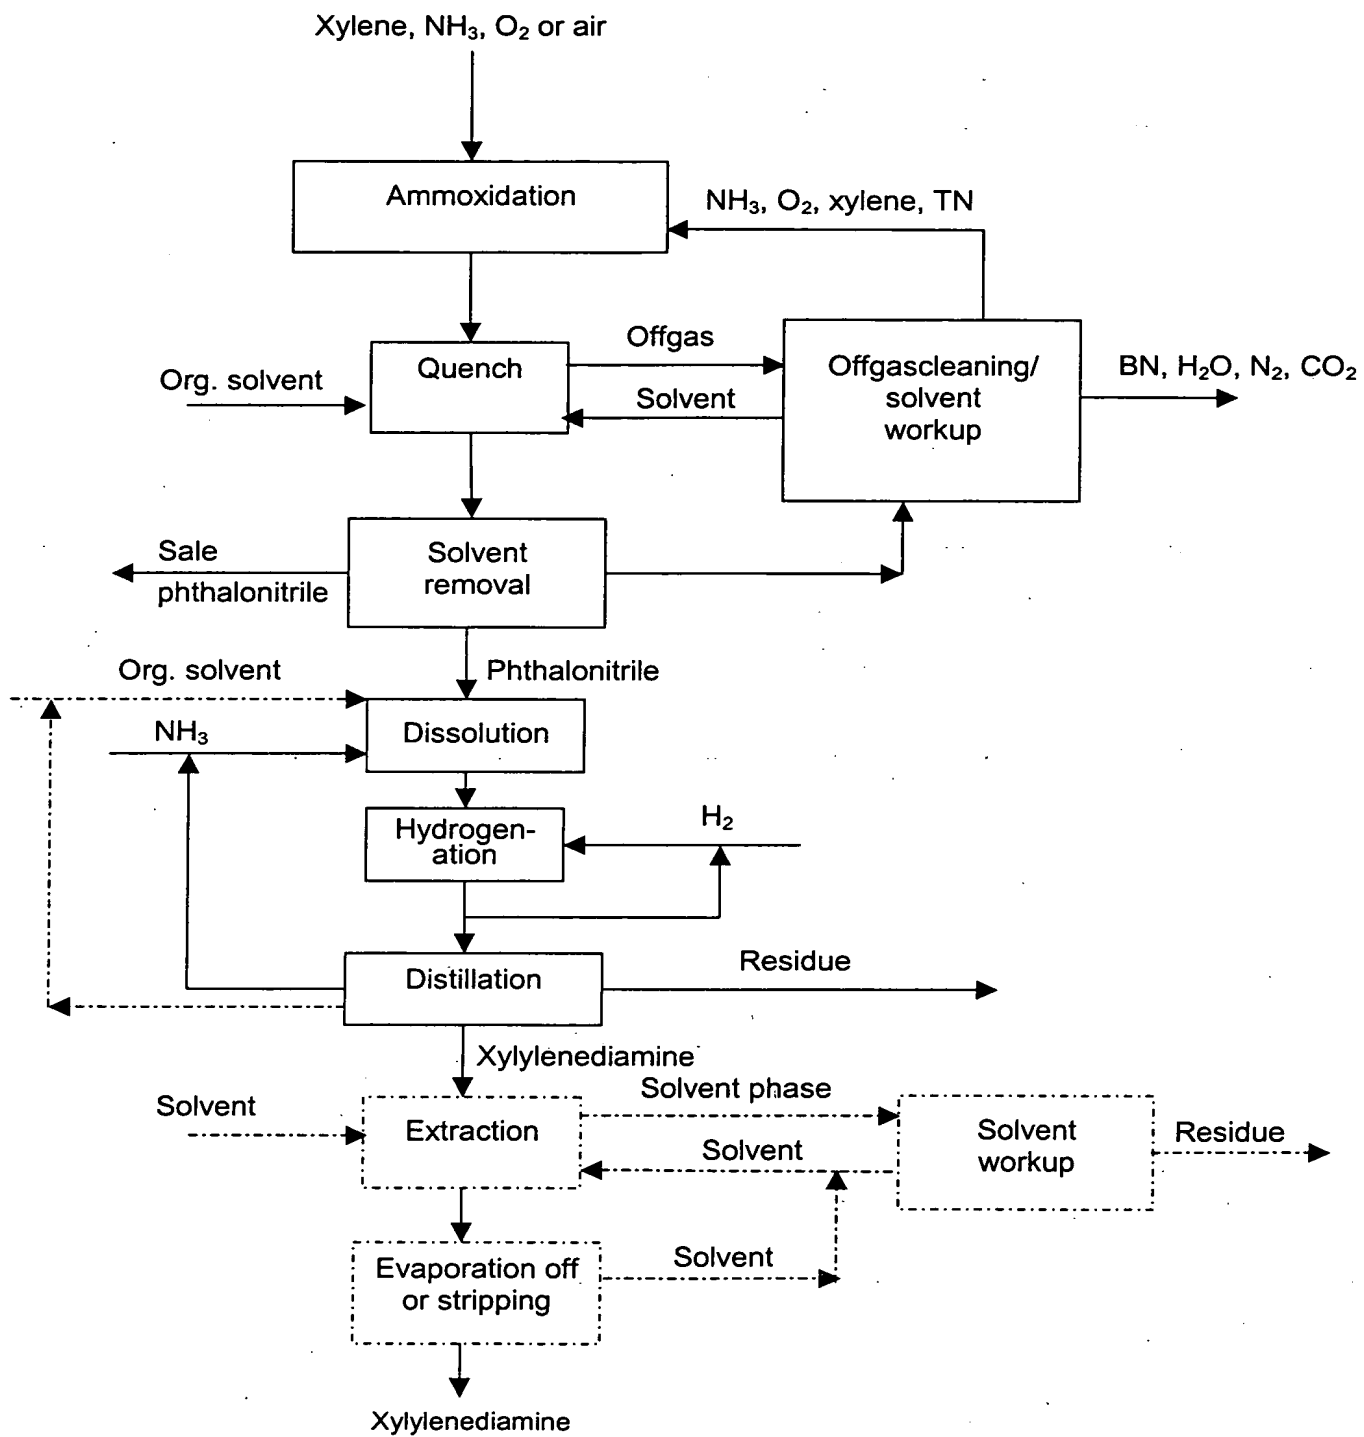 Xylene, NH₃, O₂ or air
Ammoxidation
NH₃, O₂, xylene, TN
Offgas
Quench
Org. solvent
Solvent
Offgascleaning/
solvent
workup
BN, H₂O, N₂, CO₂
Sale
phthalonitrile
Solvent
removal
Org. solvent
Phthalonitrile
NH₃
Dissolution
Hydrogen-
ation
H₂
Distillation
Residue
Xylylenediamine
Solvent
Extraction
Solvent phase
Solvent
Solvent
workup
Residue
Evaporation off
or stripping
Solvent
Xylylenediamine